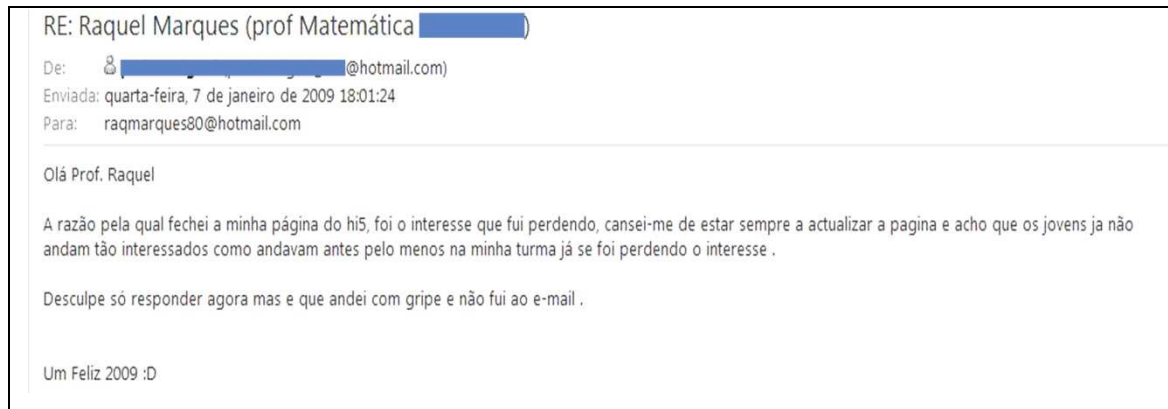 RE: Raquel Marques (prof Matemática )
De: @hotmail.com)
Enviada: quarta-feira, 7 de janeiro de 2009 18:01:24
Para: raqmarques80@hotmail.com
Olá Prof. Raquel
A razão pela qual fechei a minha página do hi5, foi o interesse que fui perdendo, cansei-me de estar sempre a actualizar a pagina e acho que os jovens ja não
andam tão interessados como andavam antes pelo menos na minha turma já se foi perdendo o interesse .
Desculpe só responder agora mas e que andei com gripe e não fui ao e-mail .
Um Feliz 2009 :D